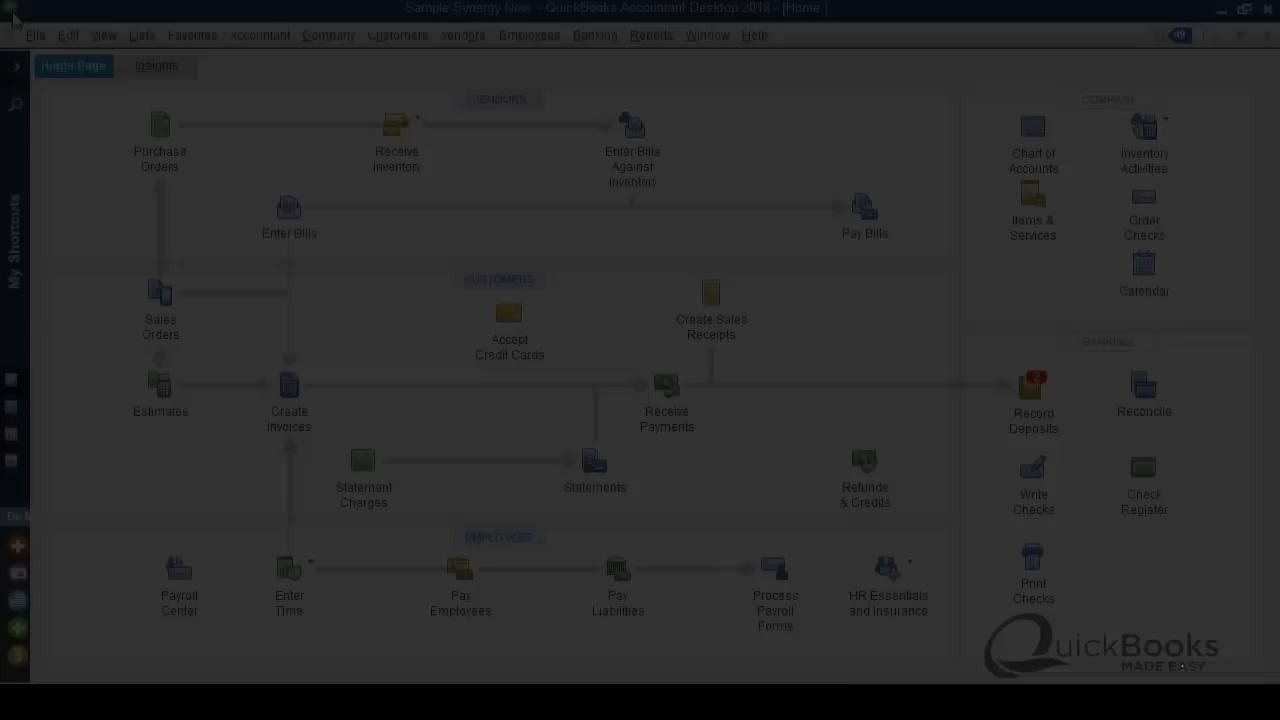 Sample Synergy Now - QuickBooks Accountant Desktop 2018 - [Home ]
File Edit View Lists Favorites Accountant Company Customers Vendors Employees Banking Reports Window Help
49
Home Page Insights
My Shortcuts
VENDORS
Purchase
Orders
Receive
Inventory
Enter Bills
Against
Inventory
Enter Bills
Pay Bills
CUSTOMERS
Sales
Orders
Accept
Credit Cards
Create Sales
Receipts
Estimates
Create
Invoices
Receive
Payments
Statement
Charges
Statements
Refunds
& Credits
EMPLOYEES
Payroll
Center
Enter
Time
Pay
Employees
Pay
Liabilities
Process
Payroll
Forms
HR Essentials
and Insurance
COMPANY
Chart of
Accounts
Inventory
Activities
Items &
Services
Order
Checks
Calendar
BANKING
2
Record
Deposits
Reconcile
Write
Checks
Check
Register
Print
Checks
QuickBooks
MADE EASY